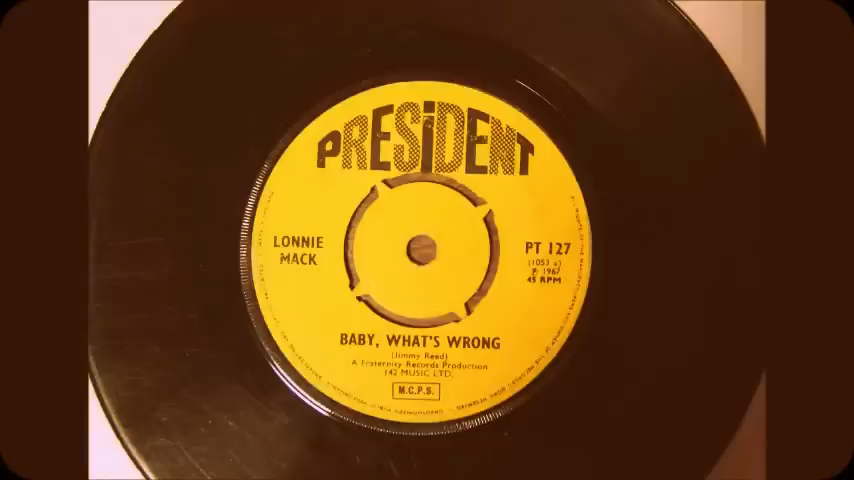 PRESiDENT
LONNIE
MACK
PT 127
(1053 x)
℗ 1967
45 RPM
BABY, WHAT'S WRONG
(Jimmy Reed)
A Fraternity Records Production
142 MUSIC LTD.
M.C.P.S.